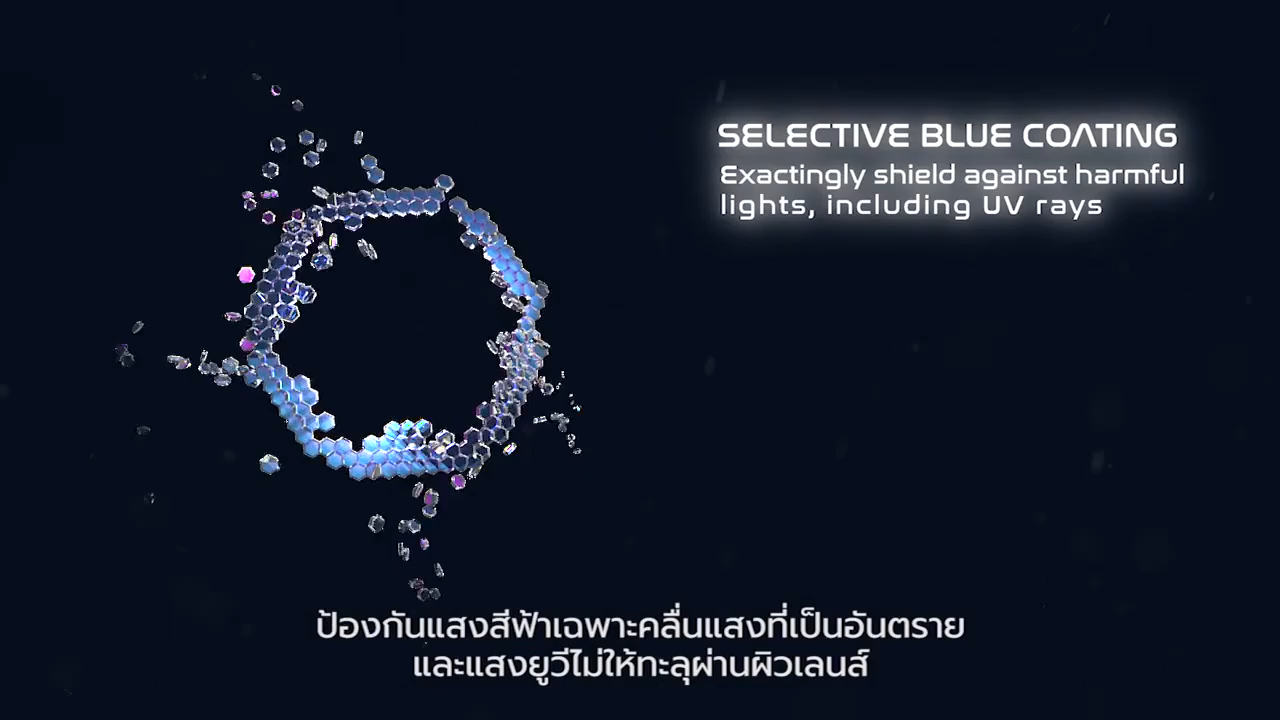 SELECTIVE BLUE COATING
Exactingly shield against harmful
lights, including UV rays
ป้องกันแสงสีฟ้าเฉพาะคลื่นแสงที่เป็นอันตราย
และแสงยูวีไม่ให้ทะลุผ่านผิวเลนส์